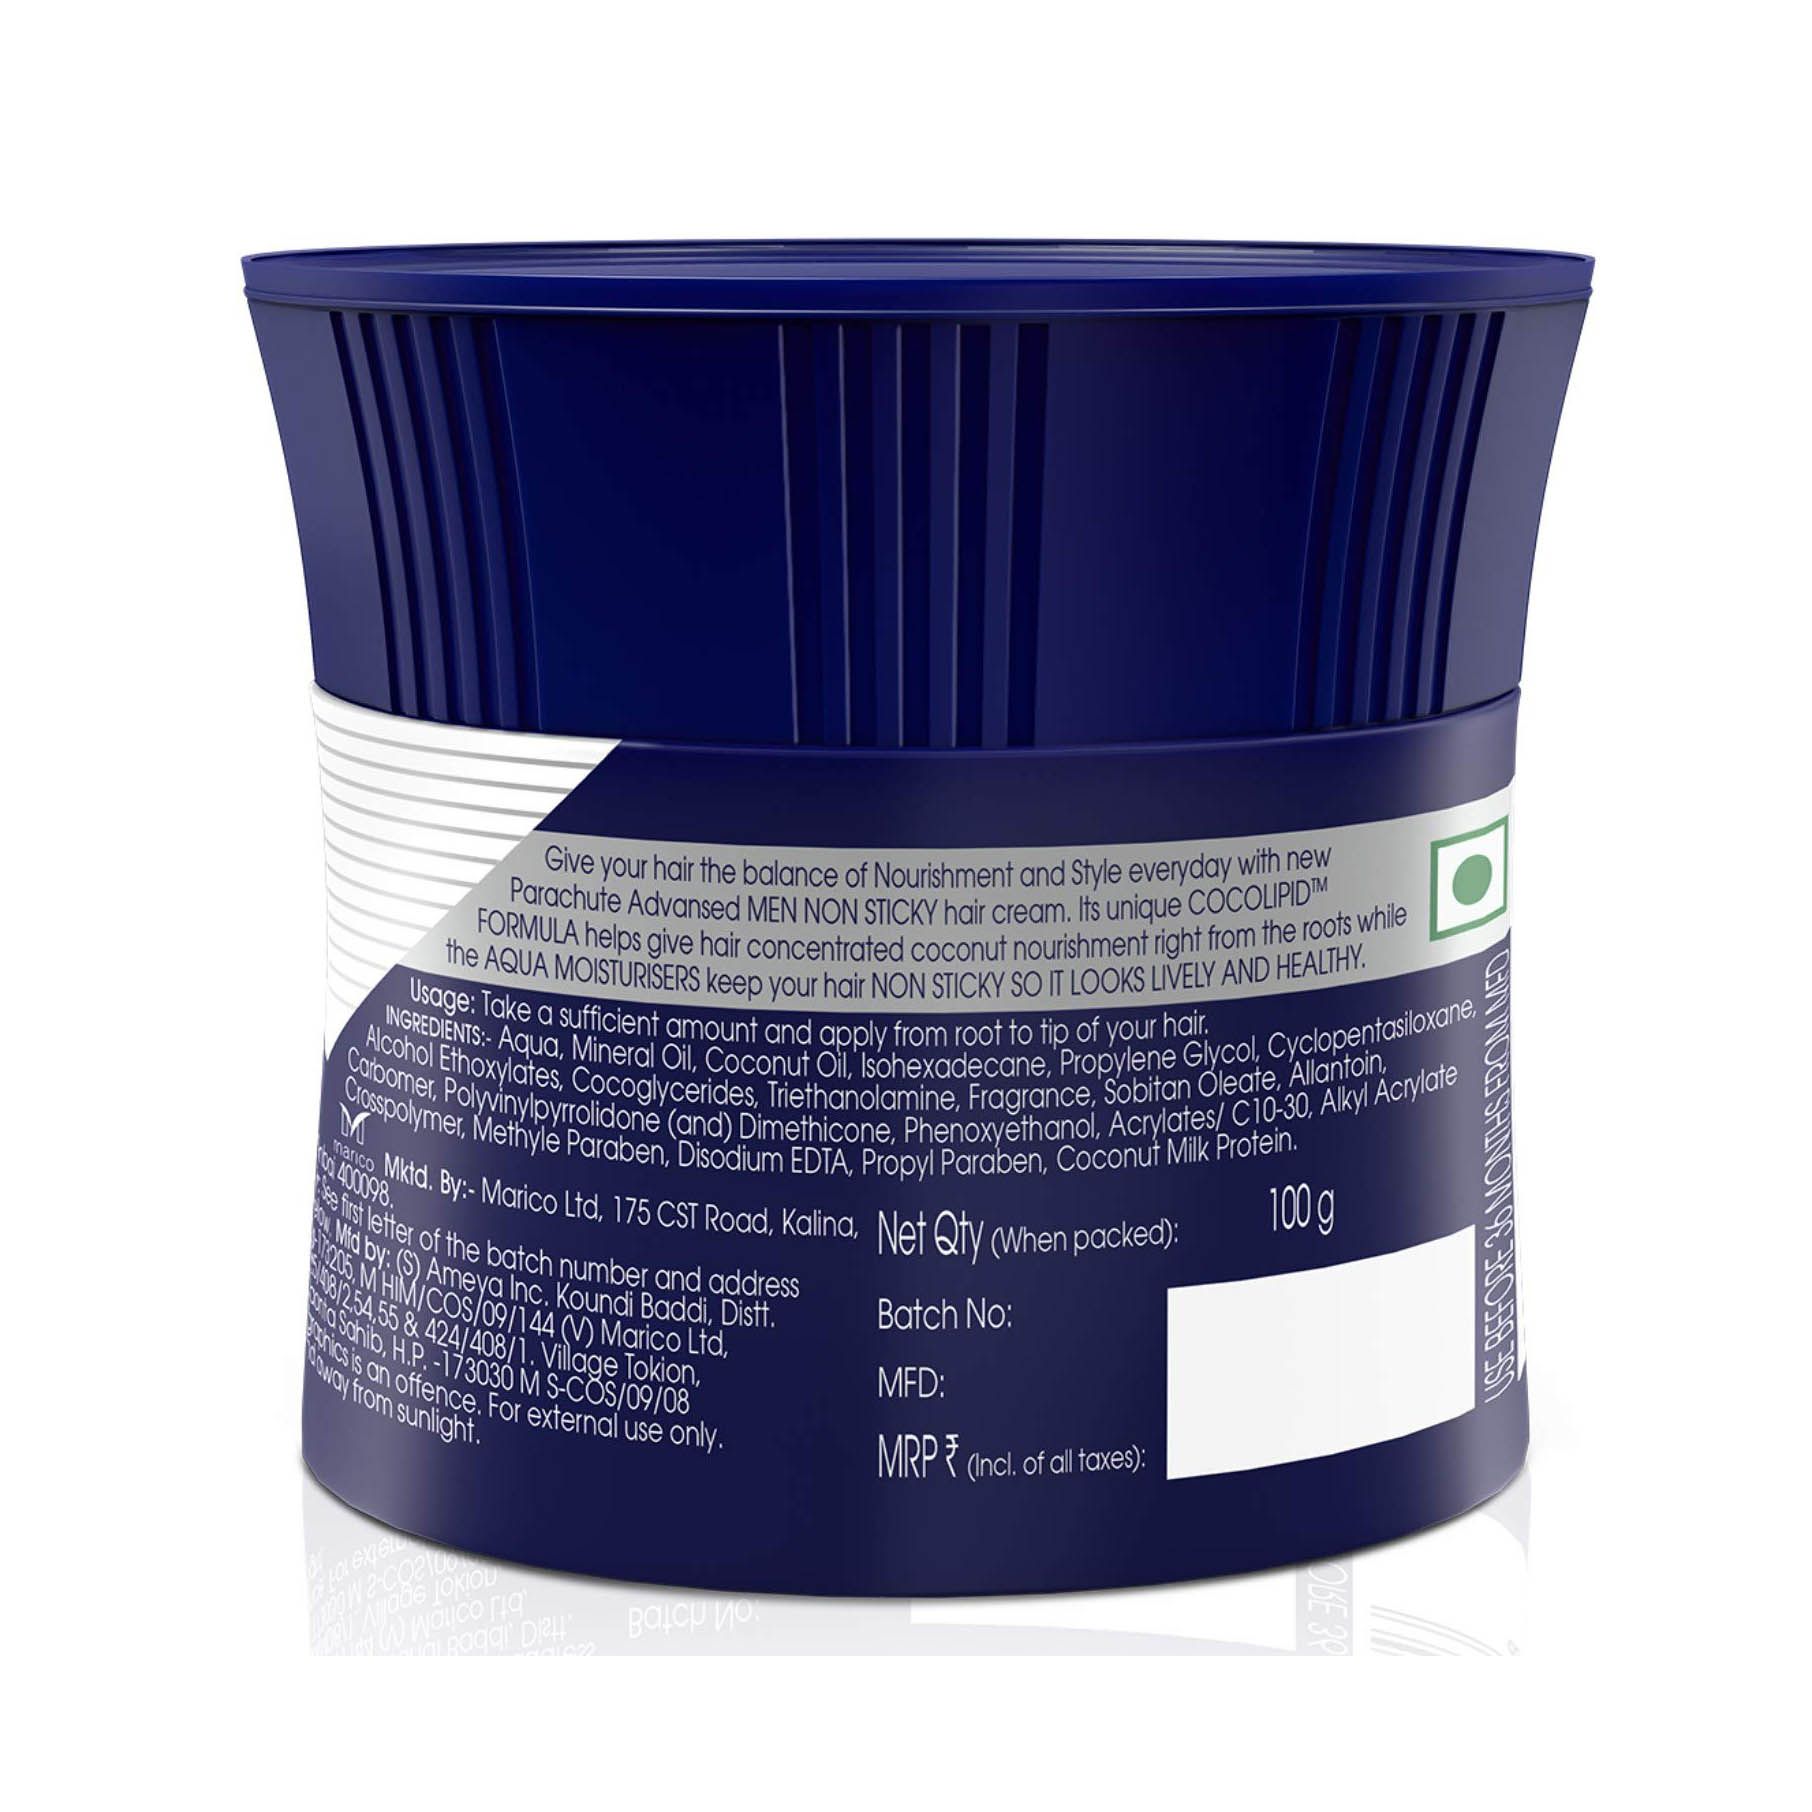 Give your hair the balance of Nourishment and Style everyday with new
Parachute Advansed MEN NON STICKY hair cream. Its unique COCOLIPID™
FORMULA helps give hair concentrated coconut nourishment right from the roots while
the AQUA MOISTURISERS keep your hair NON STICKY SO IT LOOKS LIVELY AND HEALTHY.
Usage: Take a sufficient amount and apply from root to tip of your hair.
INGREDIENTS:- Aqua, Mineral Oil, Coconut Oil, Isohexadecane, Propylene Glycol, Cyclopentasiloxane,
Alcohol Ethoxylates, Cocoglycerides, Triethanolamine, Fragrance, Sobitan Oleate, Allantoin,
Carbomer, Polyvinylpyrrolidone (and) Dimethicone, Phenoxyethanol, Acrylates/ C10-30, Alkyl Acrylate
Crosspolymer, Methyle Paraben, Disodium EDTA, Propyl Paraben, Coconut Milk Protein.
marico
Mktd. By:- Marico Ltd, 175 CST Road, Kalina,
400098.
See first letter of the batch number and address
Mfd by: (S) Ameya Inc. Koundi Baddi, Distt.
173205, M HIM/COS/09/144 (V) Marico Ltd,
/408/2,54,55 & 424/408/1. Village Tokion,
Sahib, H.P. -173030 M S-COS/09/08
is an offence. For external use only.
away from sunlight.
Net Qty (When packed): 100 g
Batch No:
MFD:
MRP ₹ (Incl. of all taxes):
USE BEFORE 36 MONTHS FROM MFD